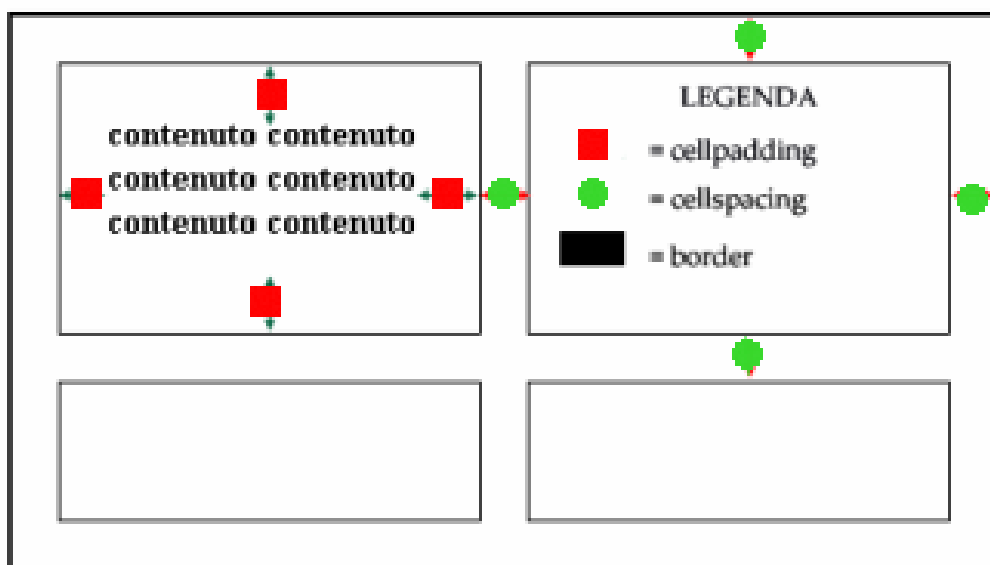 contenuto contenuto
contenuto contenuto
contenuto contenuto
LEGENDA
= cellpadding
= cellspacing
= border